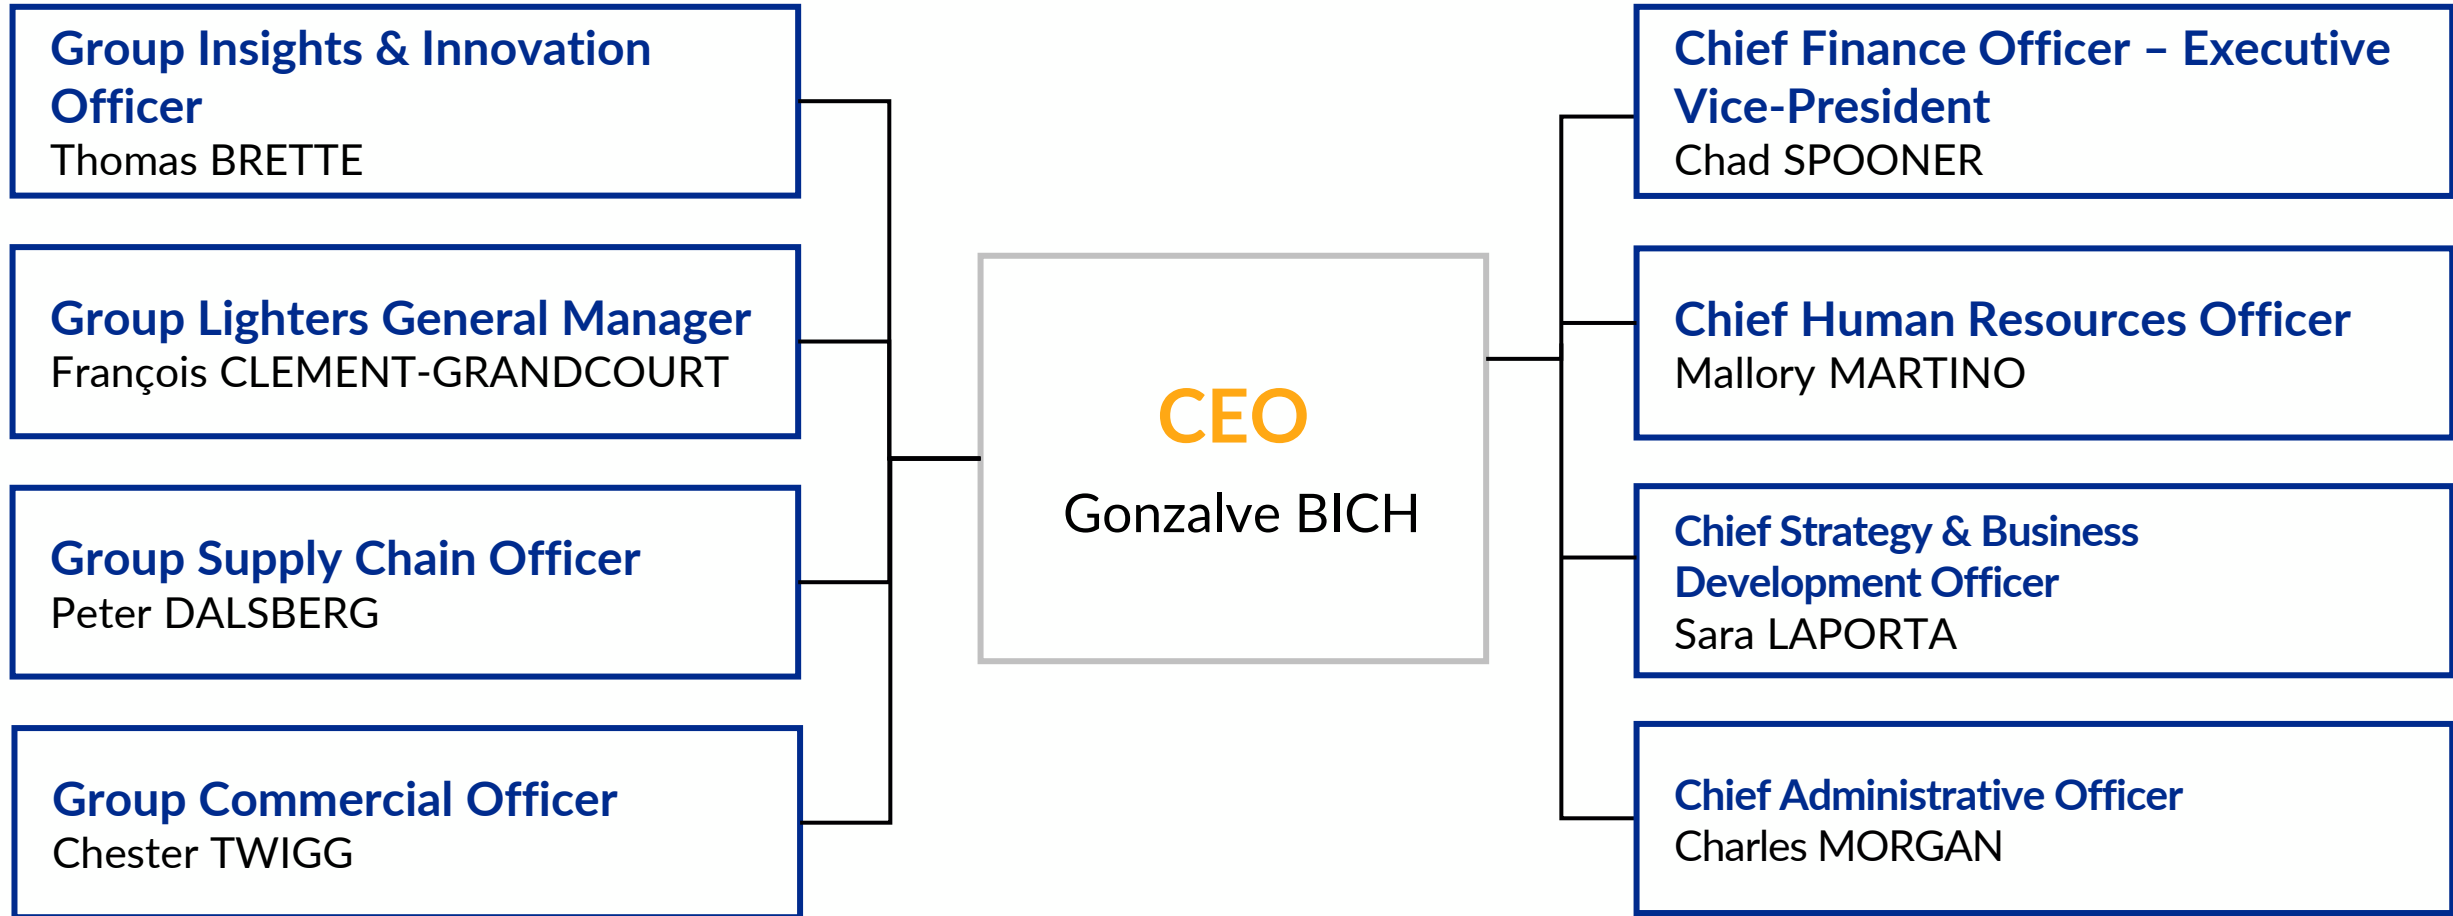 Group Insights & Innovation
Officer
Thomas BRETTE
Group Lighters General Manager
François CLEMENT-GRANDCOURT
Group Supply Chain Officer
Peter DALSBERG
Group Commercial Officer
Chester TWIGG
CEO
Gonzalve BICH
Chief Finance Officer – Executive
Vice-President
Chad SPOONER
Chief Human Resources Officer
Mallory MARTINO
Chief Strategy & Business
Development Officer
Sara LAPORTA
Chief Administrative Officer
Charles MORGAN